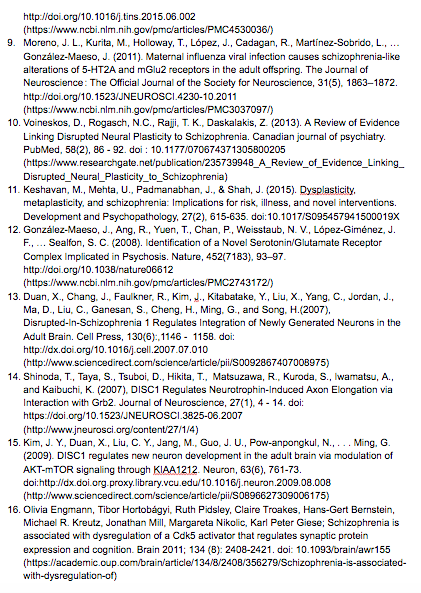 http://doi.org/10.1016/j.tins.2015.06.002
(https://www.ncbi.nlm.nih.gov/pmc/articles/PMC4530036/)
9. Moreno, J. L., Kurita, M., Holloway, T., López, J., Cadagan, R., Martínez-Sobrido, L., …
González-Maeso, J. (2011). Maternal influenza viral infection causes schizophrenia-like
alterations of 5-HT2A and mGlu2 receptors in the adult offspring. The Journal of
Neuroscience : The Official Journal of the Society for Neuroscience, 31(5), 1863–1872.
http://doi.org/10.1523/JNEUROSCI.4230-10.2011
(https://www.ncbi.nlm.nih.gov/pmc/articles/PMC3037097/)
10. Voineskos, D., Rogasch, N.C., Rajji, T. K., Daskalakis, Z. (2013). A Review of Evidence
Linking Disrupted Neural Plasticity to Schizophrenia. Canadian journal of psychiatry.
PubMed, 58(2), 86 - 92. doi : 10.1177/070674371305800205
(https://www.researchgate.net/publication/235739948_A_Review_of_Evidence_Linking_
Disrupted_Neural_Plasticity_to_Schizophrenia)
11. Keshavan, M., Mehta, U., Padmanabhan, J., & Shah, J. (2015). Dysplasticity,
metaplasticity, and schizophrenia: Implications for risk, illness, and novel interventions.
Development and Psychopathology, 27(2), 615-635. doi:10.1017/S095457941500019X
12. González-Maeso, J., Ang, R., Yuen, T., Chan, P., Weisstaub, N. V., López-Giménez, J.
F., … Sealfon, S. C. (2008). Identification of a Novel Serotonin/Glutamate Receptor
Complex Implicated in Psychosis. Nature, 452(7183), 93–97.
http://doi.org/10.1038/nature06612
(https://www.ncbi.nlm.nih.gov/pmc/articles/PMC2743172/)
13. Duan, X., Chang, J., Faulkner, R., Kim, J., Kitabatake, Y., Liu, X., Yang, C., Jordan, J.,
Ma, D., Liu, C., Ganesan, S., Cheng, H., Ming, G., and Song, H.(2007),
Disrupted-In-Schizophrenia 1 Regulates Integration of Newly Generated Neurons in the
Adult Brain. Cell Press, 130(6):,1146 - 1158. doi:
http://dx.doi.org/10.1016/j.cell.2007.07.010
(http://www.sciencedirect.com/science/article/pii/S0092867407008975)
14. Shinoda, T., Taya, S., Tsuboi, D., Hikita, T., Matsuzawa, R., Kuroda, S., Iwamatsu, A.,
and Kaibuchi, K. (2007), DISC1 Regulates Neurotrophin-Induced Axon Elongation via
Interaction with Grb2. Journal of Neuroscience, 27(1), 4 - 14. doi:
https://doi.org/10.1523/JNEUROSCI.3825-06.2007
(http://www.jneurosci.org/content/27/1/4)
15. Kim, J. Y., Duan, X., Liu, C. Y., Jang, M., Guo, J. U., Pow-anpongkul, N., . . . Ming, G.
(2009). DISC1 regulates new neuron development in the adult brain via modulation of
AKT-mTOR signaling through KIAA1212. Neuron, 63(6), 761-73.
doi:http://dx.doi.org.proxy.library.vcu.edu/10.1016/j.neuron.2009.08.008
(http://www.sciencedirect.com/science/article/pii/S0896627309006175)
16. Olivia Engmann, Tibor Hortobágyi, Ruth Pidsley, Claire Troakes, Hans-Gert Bernstein,
Michael R. Kreutz, Jonathan Mill, Margareta Nikolic, Karl Peter Giese; Schizophrenia is
associated with dysregulation of a Cdk5 activator that regulates synaptic protein
expression and cognition. Brain 2011; 134 (8): 2408-2421. doi: 10.1093/brain/awr155
(https://academic.oup.com/brain/article/134/8/2408/356279/Schizophrenia-is-associated-
with-dysregulation-of)